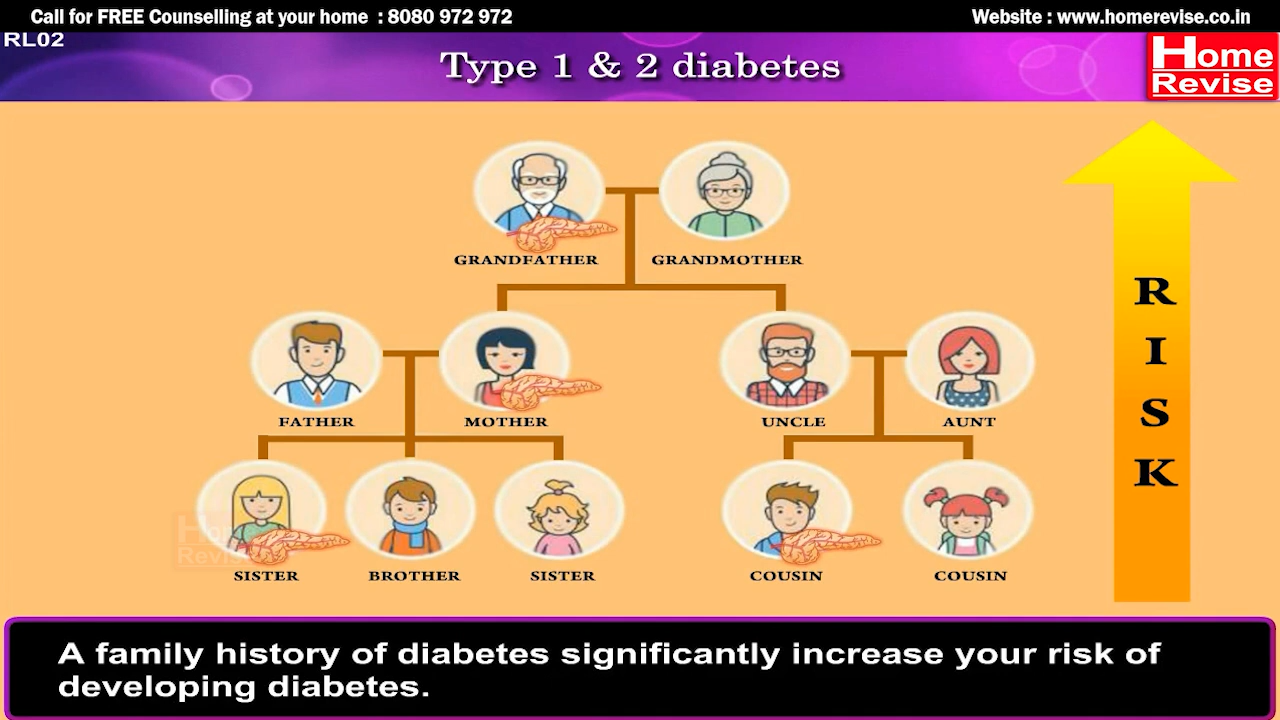 Call for FREE Counselling at your home : 8080 972 972
Website : www.homerevise.co.in
RL02
Type 1 & 2 diabetes
Home
Revise
GRANDFATHER
GRANDMOTHER
FATHER
MOTHER
UNCLE
AUNT
SISTER
BROTHER
SISTER
COUSIN
COUSIN
R
I
S
K
Home
Revise
A family history of diabetes significantly increase your risk of
developing diabetes.